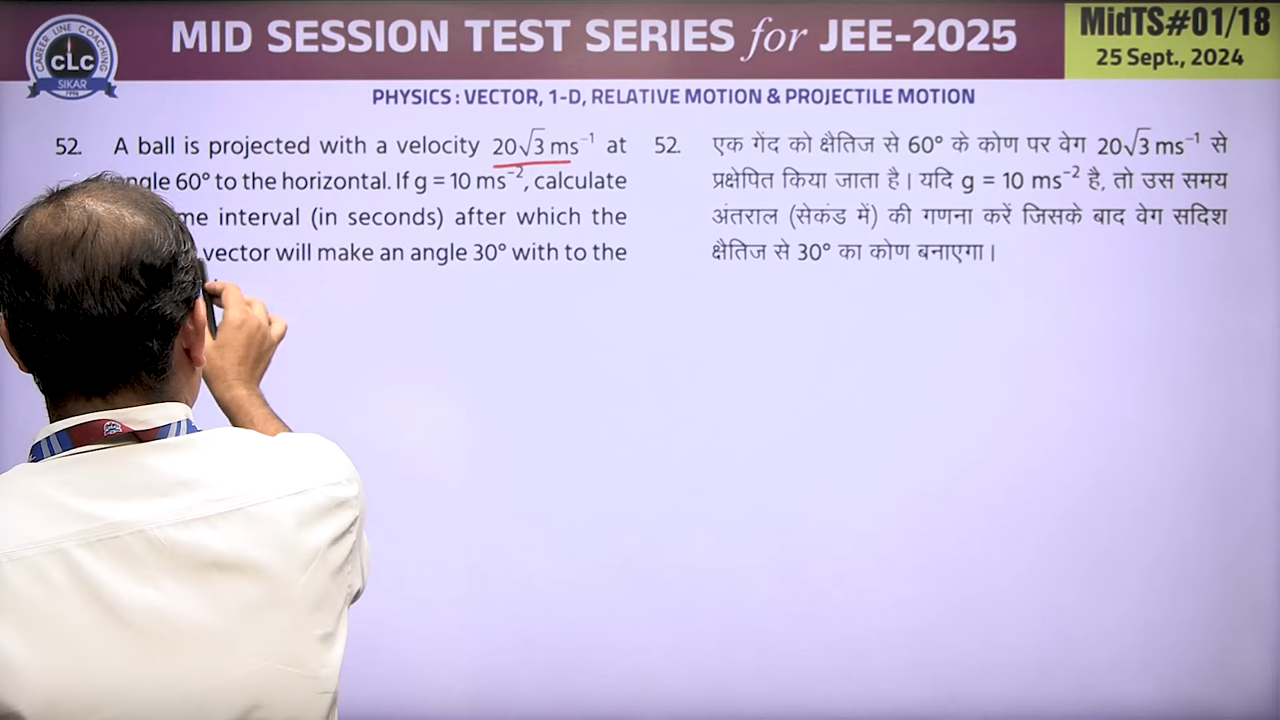 CAREER LINE COACHING
CLC
SIKAR
1996
MID SESSION TEST SERIES for JEE-2025
MidTS#01/18
25 Sept., 2024
PHYSICS : VECTOR, 1-D, RELATIVE MOTION & PROJECTILE MOTION
52. A ball is projected with a velocity 20√3 ms⁻¹ at
60° to the horizontal. If g = 10 ms⁻², calculate
interval (in seconds) after which the
vector will make an angle 30° with to the
52. एक गेंद को क्षैतिज से 60° के कोण पर वेग 20√3 ms⁻¹ से
प्रक्षेपित किया जाता है। यदि g = 10 ms⁻² है, तो उस समय
अंतराल (सेकंड में) की गणना करें जिसके बाद वेग सदिश
क्षैतिज से 30° का कोण बनाएगा।